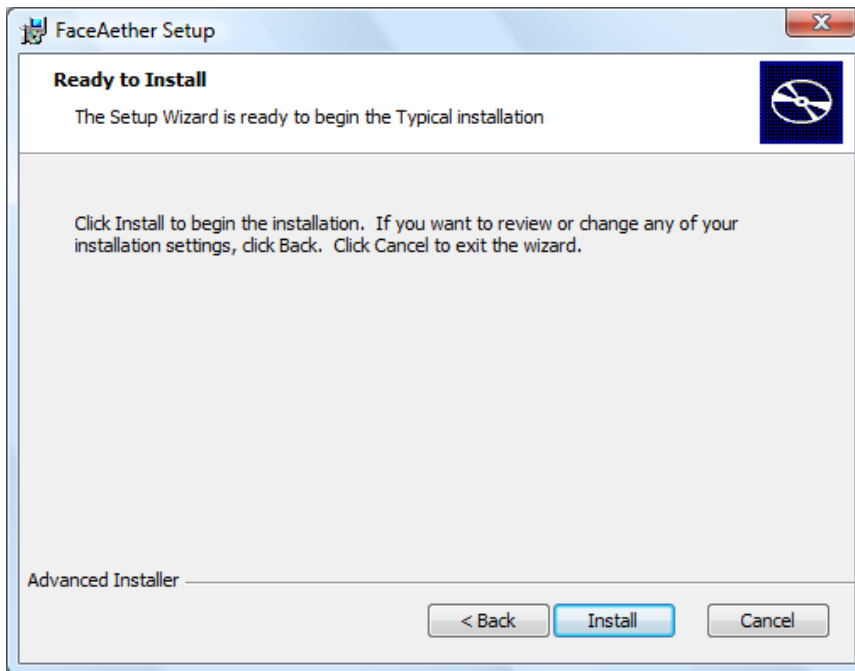 FaceAether Setup
Ready to Install
The Setup Wizard is ready to begin the Typical installation
Click Install to begin the installation.  If you want to review or change any of your
installation settings, click Back.  Click Cancel to exit the wizard.
Advanced Installer
< Back Install Cancel